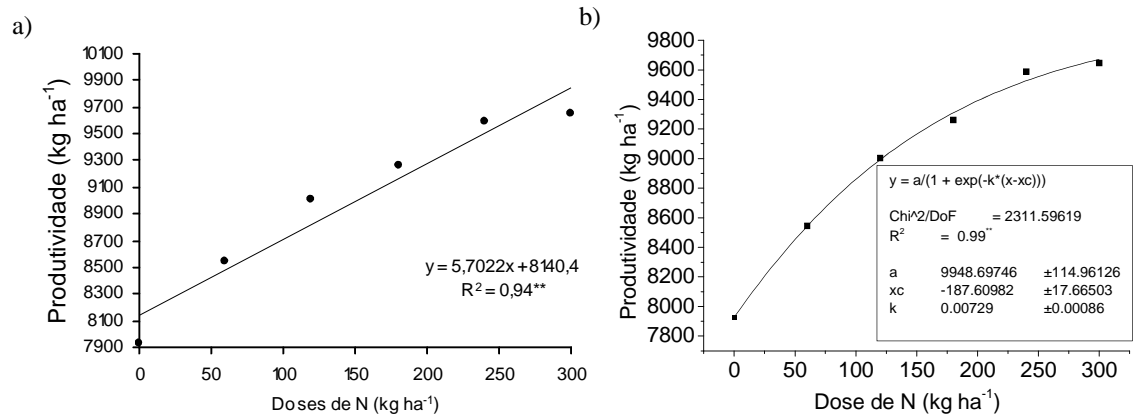 a)
Produtividade (kg ha⁻¹)
10100
9900
9700
9500
9300
9100
8900
8700
8500
8300
8100
7900
0 50 100 150 200 250 300
Doses de N (kg ha⁻¹)
y = 5,7022x + 8140,4
R² = 0,94**
b)
Produtividade (kg ha⁻¹)
9800
9600
9400
9200
9000
8800
8600
8400
8200
8000
7800
0 50 100 150 200 250 300
Dose de N (kg ha⁻¹)
y = a/(1 + exp(-k*(x-xc)))
Chi^2/DoF = 2311.59619
R² = 0.99**
a 9948.69746 ±114.96126
xc -187.60982 ±17.66503
k 0.00729 ±0.00086